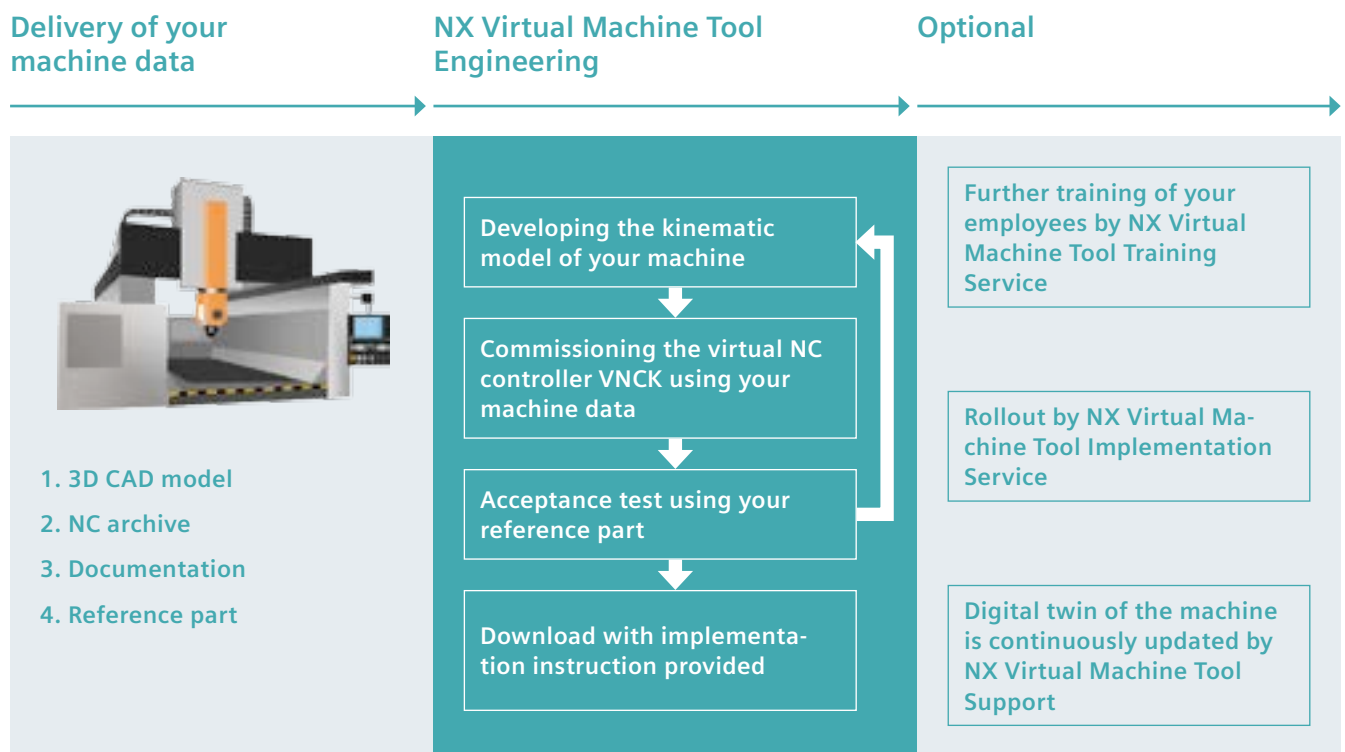 Delivery of your
machine data
NX Virtual Machine Tool
Engineering
Optional
1. 3D CAD model
2. NC archive
3. Documentation
4. Reference part
Developing the kinematic
model of your machine
Commissioning the virtual NC
controller VNCK using your
machine data
Acceptance test using your
reference part
Download with implementa-
tion instruction provided
Further training of your
employees by NX Virtual
Machine Tool Training
Service
Rollout by NX Virtual Ma-
chine Tool Implementation
Service
Digital twin of the machine
is continuously updated by
NX Virtual Machine Tool
Support